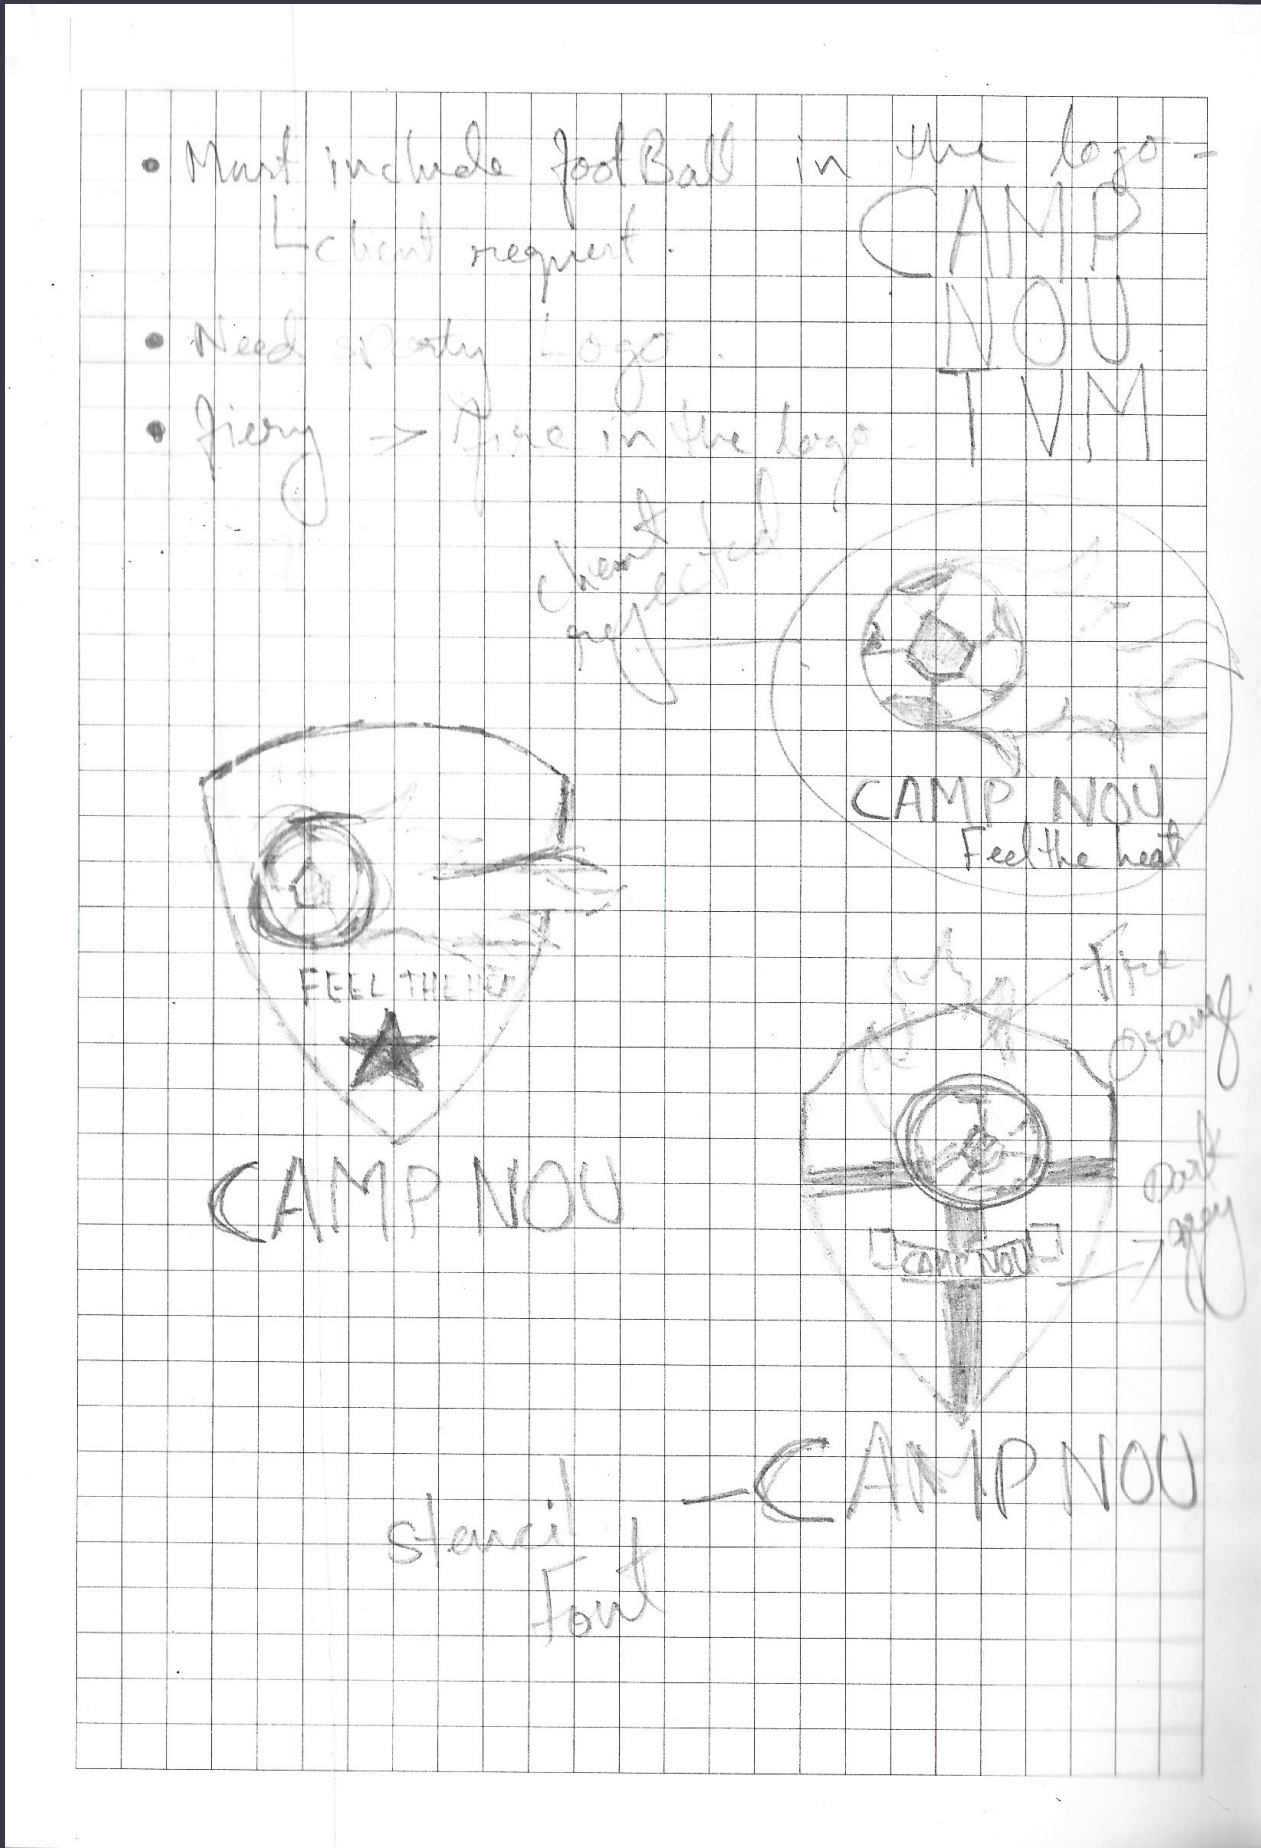 • Must include footBall in the logo -
client request.
• Need sporty Logo.
• fiery -> fire in the logo
CAMP
NOU
TVM
client
rejected
CAMP NOU
Feel the heat
FEEL THE HEA
CAMP NOU
Fire
Orange
CAMP NOU
Dark
grey
CAMP NOU
Stencil
Font